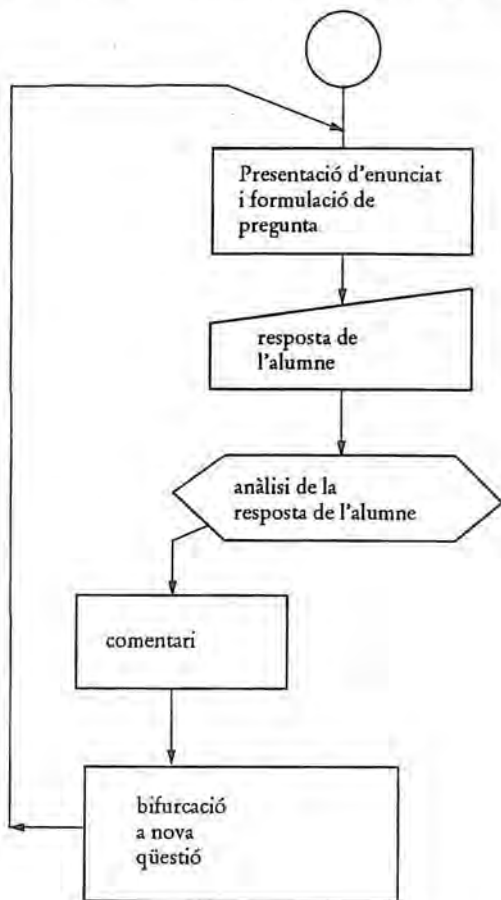 Presentació d'enunciat
i formulació de
pregunta
resposta de
l'alumne
anàlisi de la
resposta de l'alumne
comentari
bifurcació
a nova
qüestió